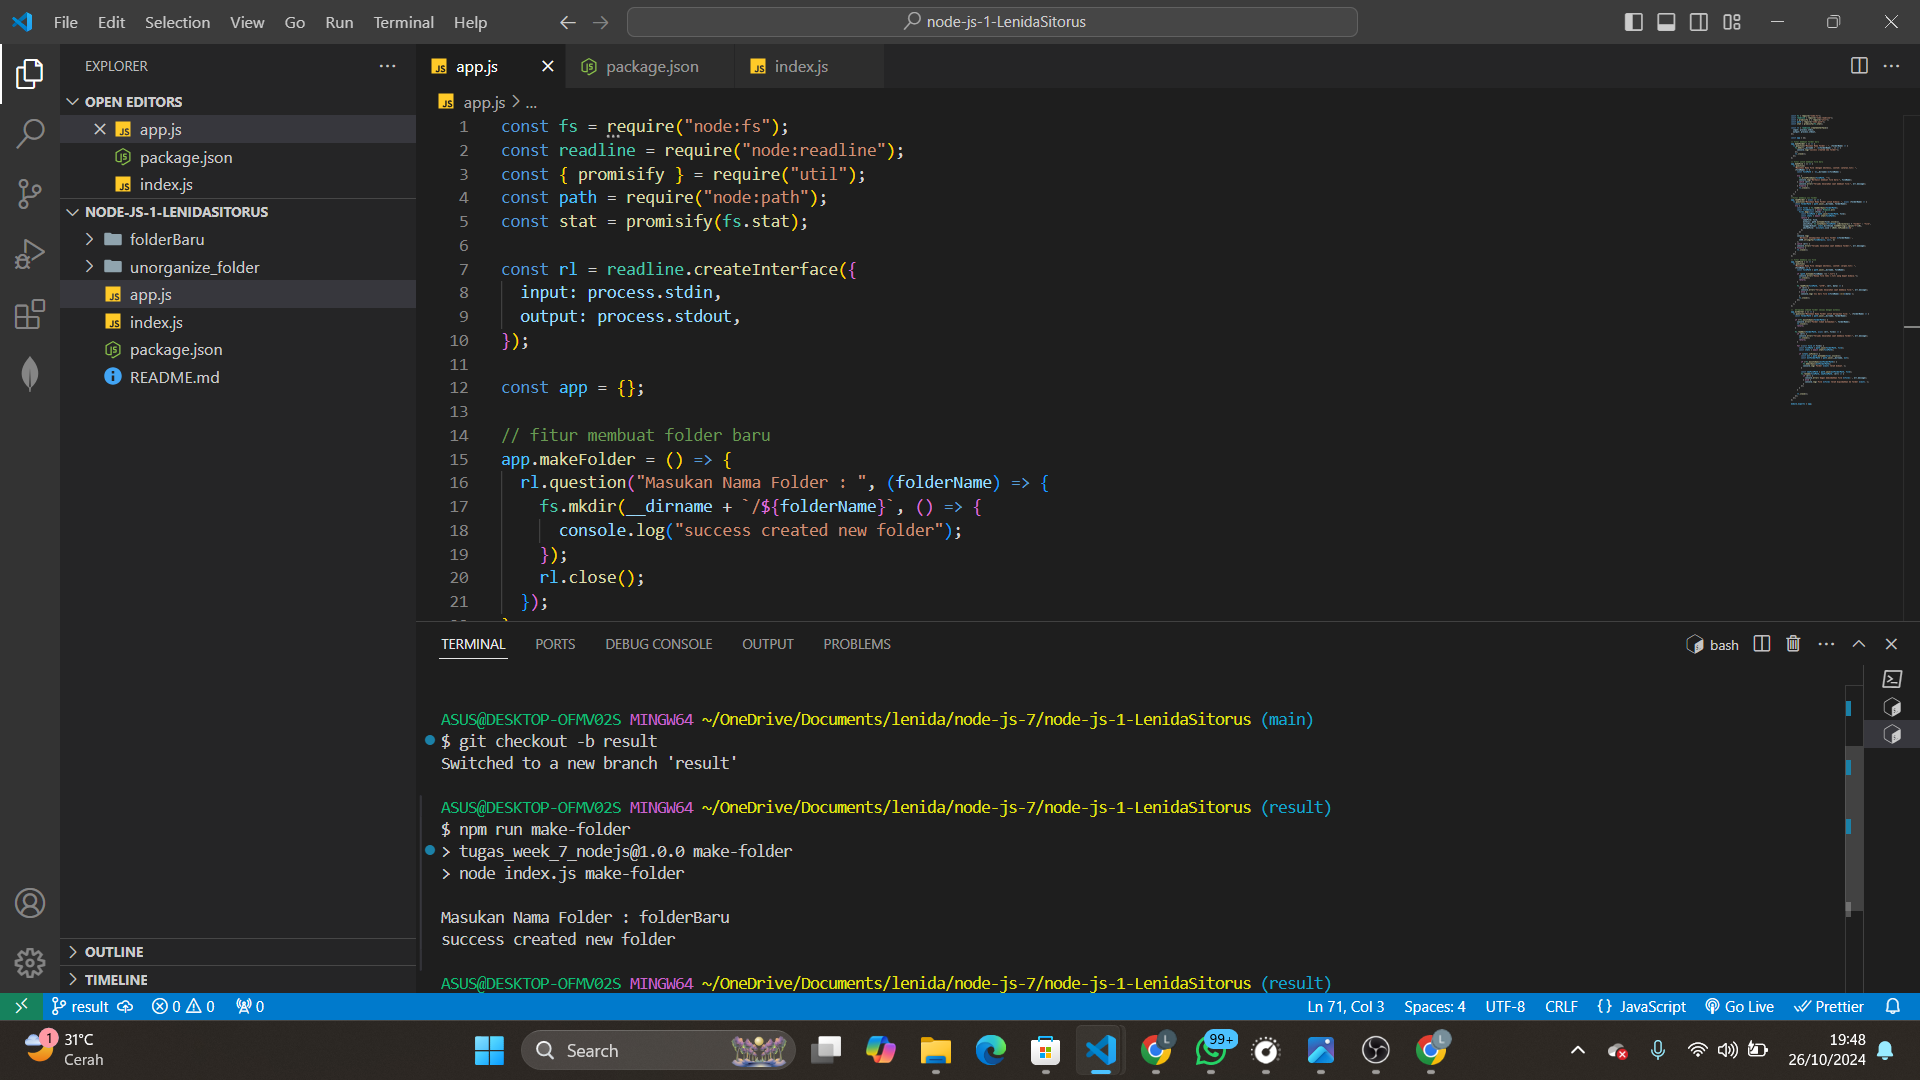 File Edit Selection View Go Run Terminal Help
node-js-1-LenidaSitorus
EXPLORER
OPEN EDITORS
app.js
package.json
index.js
NODE-JS-1-LENIDASITORUS
folderBaru
unorganize_folder
app.js
index.js
package.json
README.md
OUTLINE
TIMELINE
app.js package.json index.js
app.js > ...
1 const fs = require("node:fs");
2 const readline = require("node:readline");
3 const { promisify } = require("util");
4 const path = require("node:path");
5 const stat = promisify(fs.stat);
6
7 const rl = readline.createInterface({
8 input: process.stdin,
9 output: process.stdout,
10 });
11
12 const app = {};
13
14 // fitur membuat folder baru
15 app.makeFolder = () => {
16 rl.question("Masukan Nama Folder : ", (folderName) => {
17 fs.mkdir(__dirname + `/${folderName}`, () => {
18 console.log("success created new folder");
19 });
20 rl.close();
21 });
TERMINAL PORTS DEBUG CONSOLE OUTPUT PROBLEMS
bash
ASUS@DESKTOP-OFMV02S MINGW64 ~/OneDrive/Documents/lenida/node-js-7/node-js-1-LenidaSitorus (main)
$ git checkout -b result
Switched to a new branch 'result'
ASUS@DESKTOP-OFMV02S MINGW64 ~/OneDrive/Documents/lenida/node-js-7/node-js-1-LenidaSitorus (result)
$ npm run make-folder
> tugas_week_7_nodejs@1.0.0 make-folder
> node index.js make-folder
Masukan Nama Folder : folderBaru
success created new folder
ASUS@DESKTOP-OFMV02S MINGW64 ~/OneDrive/Documents/lenida/node-js-7/node-js-1-LenidaSitorus (result)
result 0 0 0 Ln 71, Col 3 Spaces: 4 UTF-8 CRLF {} JavaScript Go Live Prettier
1
31°C
Cerah
Search
L
99+
L
19:48
26/10/2024